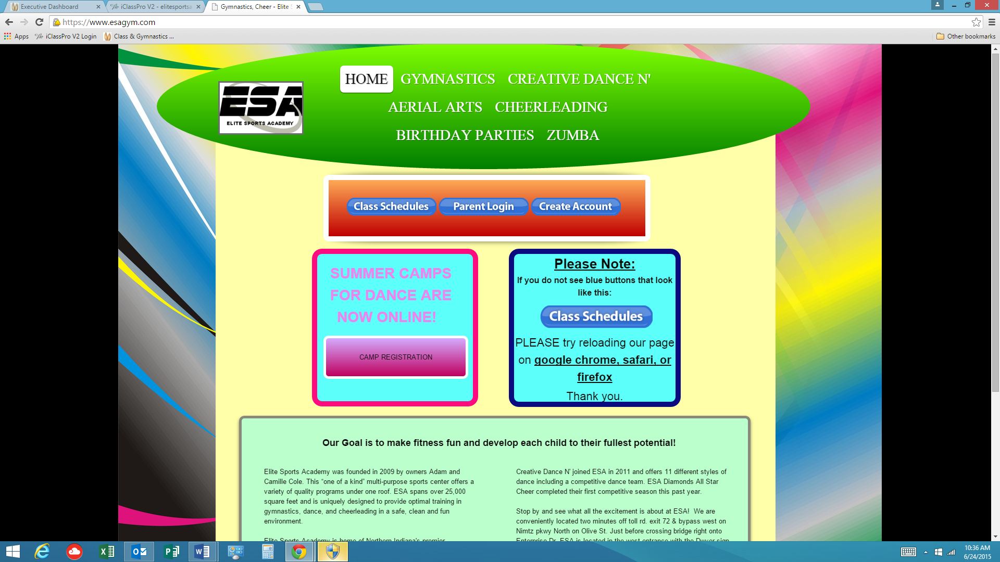 Executive Dashboard
iClassPro V2 - elitesportsa
Gymnastics, Cheer - Elite S
https://www.esagym.com
Apps
iClassPro V2 Login
Class & Gymnastics ...
Other bookmarks
HOME GYMNASTICS CREATIVE DANCE N'
AERIAL ARTS CHEERLEADING
BIRTHDAY PARTIES ZUMBA
ESA
ELITE SPORTS ACADEMY
Class Schedules Parent Login Create Account
SUMMER CAMPS
FOR DANCE ARE
NOW ONLINE!
CAMP REGISTRATION
Please Note:
If you do not see blue buttons that look
like this:
Class Schedules
PLEASE try reloading our page
on google chrome, safari, or
firefox
Thank you.
Our Goal is to make fitness fun and develop each child to their fullest potential!
Elite Sports Academy was founded in 2009 by owners Adam and
Camille Cole. This “one of a kind” multi-purpose sports center offers a
variety of quality programs under one roof. ESA spans over 25,000
square feet and is uniquely designed to provide optimal training in
gymnastics, dance, and cheerleading in a safe, clean and fun
environment.
Elite Sports Academy is home of Northern Indiana's premier
Creative Dance N' joined ESA in 2011 and offers 11 different styles of
dance including a competitive dance team. ESA Diamonds All Star
Cheer completed their first competitive season this past year.
Stop by and see what all the excitement is about at ESA! We are
conveniently located two minutes off toll rd. exit 72 & bypass west on
Nimtz pkwy North on Olive St. Just before crossing bridge right onto
Enterprise Dr. ESA is located in the west entrance with the Dwyer sign
10:36 AM
6/24/2015